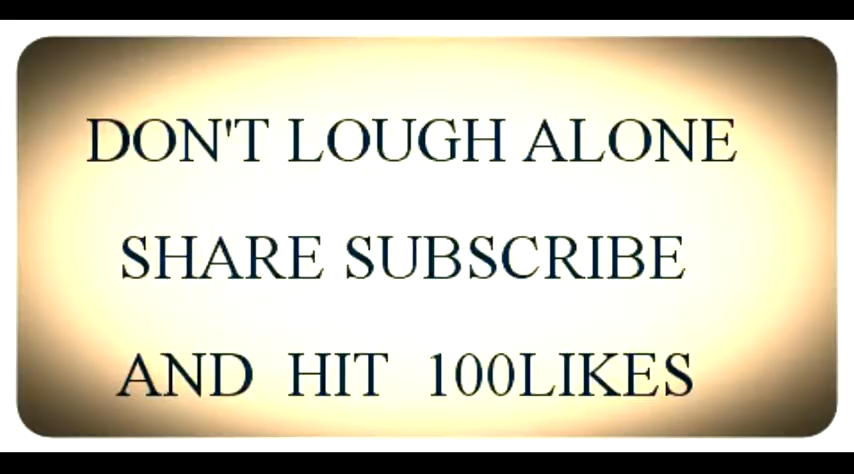 DON'T LOUGH ALONE
SHARE SUBSCRIBE
AND HIT 100LIKES